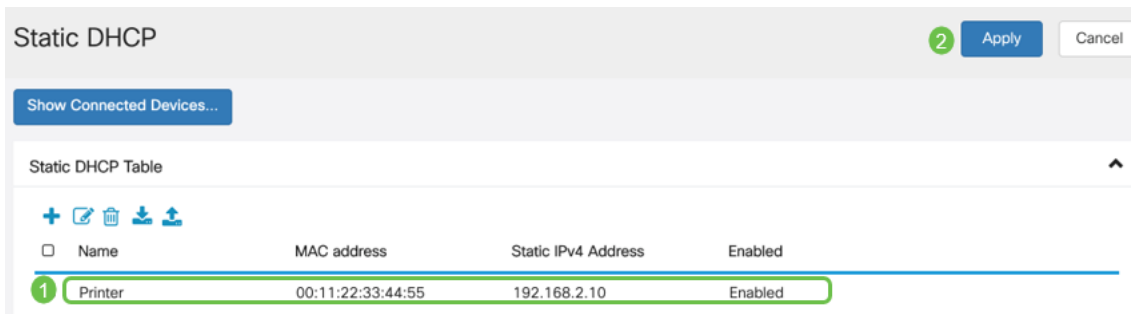 Static DHCP
2 Apply Cancel
Show Connected Devices...
Static DHCP Table
Name MAC address Static IPv4 Address Enabled
1 Printer 00:11:22:33:44:55 192.168.2.10 Enabled